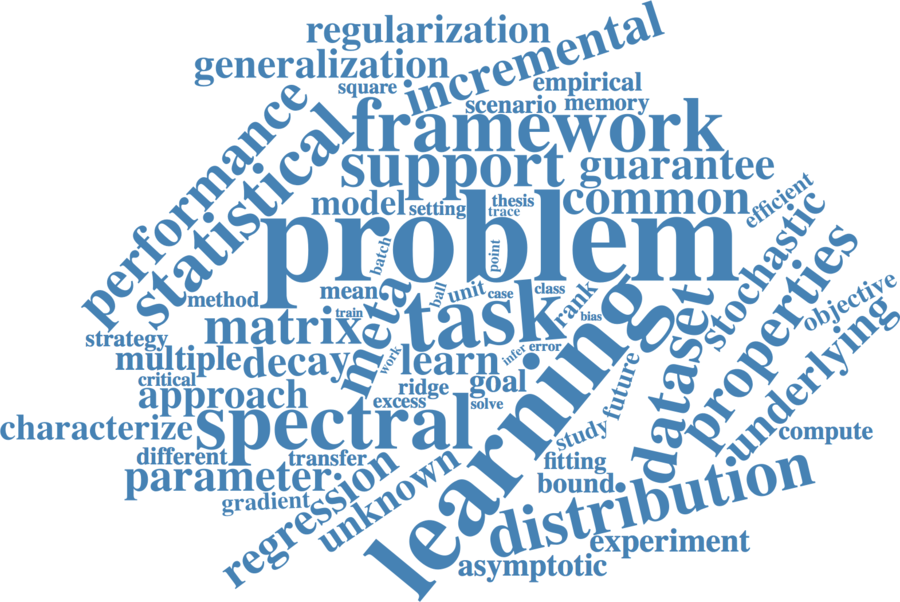 regularization
incremental
generalization
square
empirical
scenario
memory
performance
statistical
framework
support
guarantee
efficient
model
setting
thesis
trace
common
stochastic
problem
batch
point
properties
method
mean
meta
ball
unit
case
class
rank
objective
strategy
matrix
train
task
bias
dataset
underlying
multiple
decay
work
learn
infer
error
critical
approach
ridge
goal
future
excess
solve
characterize
spectral
learning
study
compute
different
transfer
fitting
parameter
bound
distribution
gradient
regression
unknown
experiment
asymptotic